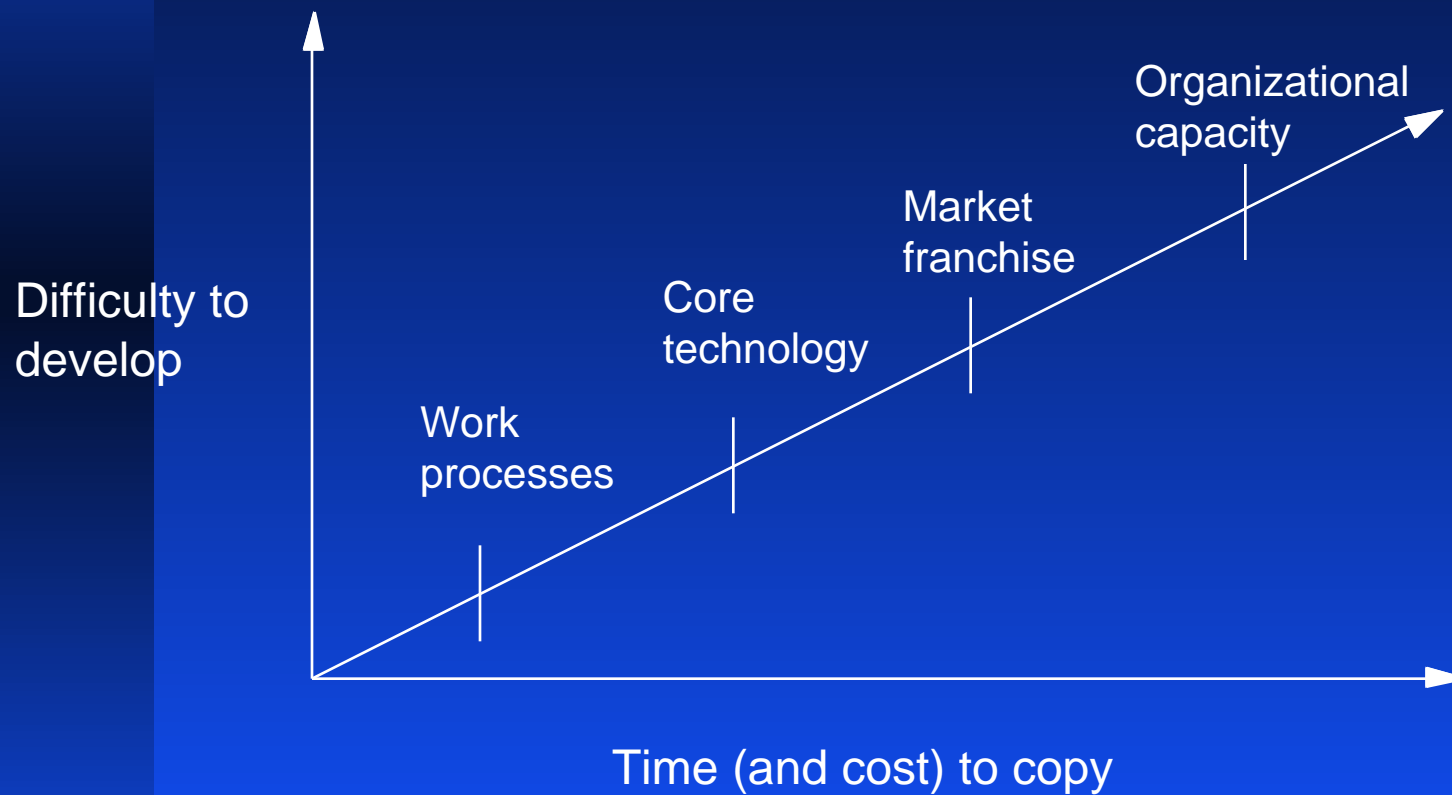 Organizational
capacity
Market
franchise
Core
technology
Difficulty to
develop
Work
processes
Time (and cost) to copy